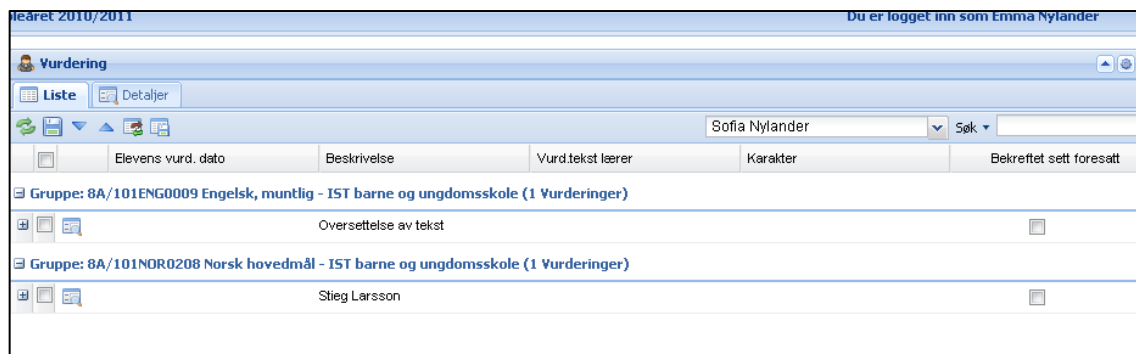 leåret 2010/2011 Du er logget inn som Emma Nylander
Vurdering
Liste Detaljer
Sofia Nylander Søk
Elevens vurd. dato Beskrivelse Vurd.tekst lærer Karakter Bekreftet sett foresatt
Gruppe: 8A/101ENG0009 Engelsk, muntlig - IST barne og ungdomsskole (1 Vurderinger)
Oversettelse av tekst
Gruppe: 8A/101NOR0208 Norsk hovedmål - IST barne og ungdomsskole (1 Vurderinger)
Stieg Larsson